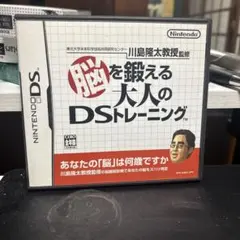 東北大学未来科学技術共同研究センター
川島隆太教授監修
Nintendo
脳を鍛える
大人の
DSトレーニング
NINTENDO DS
あなたの「脳」は何歳ですか